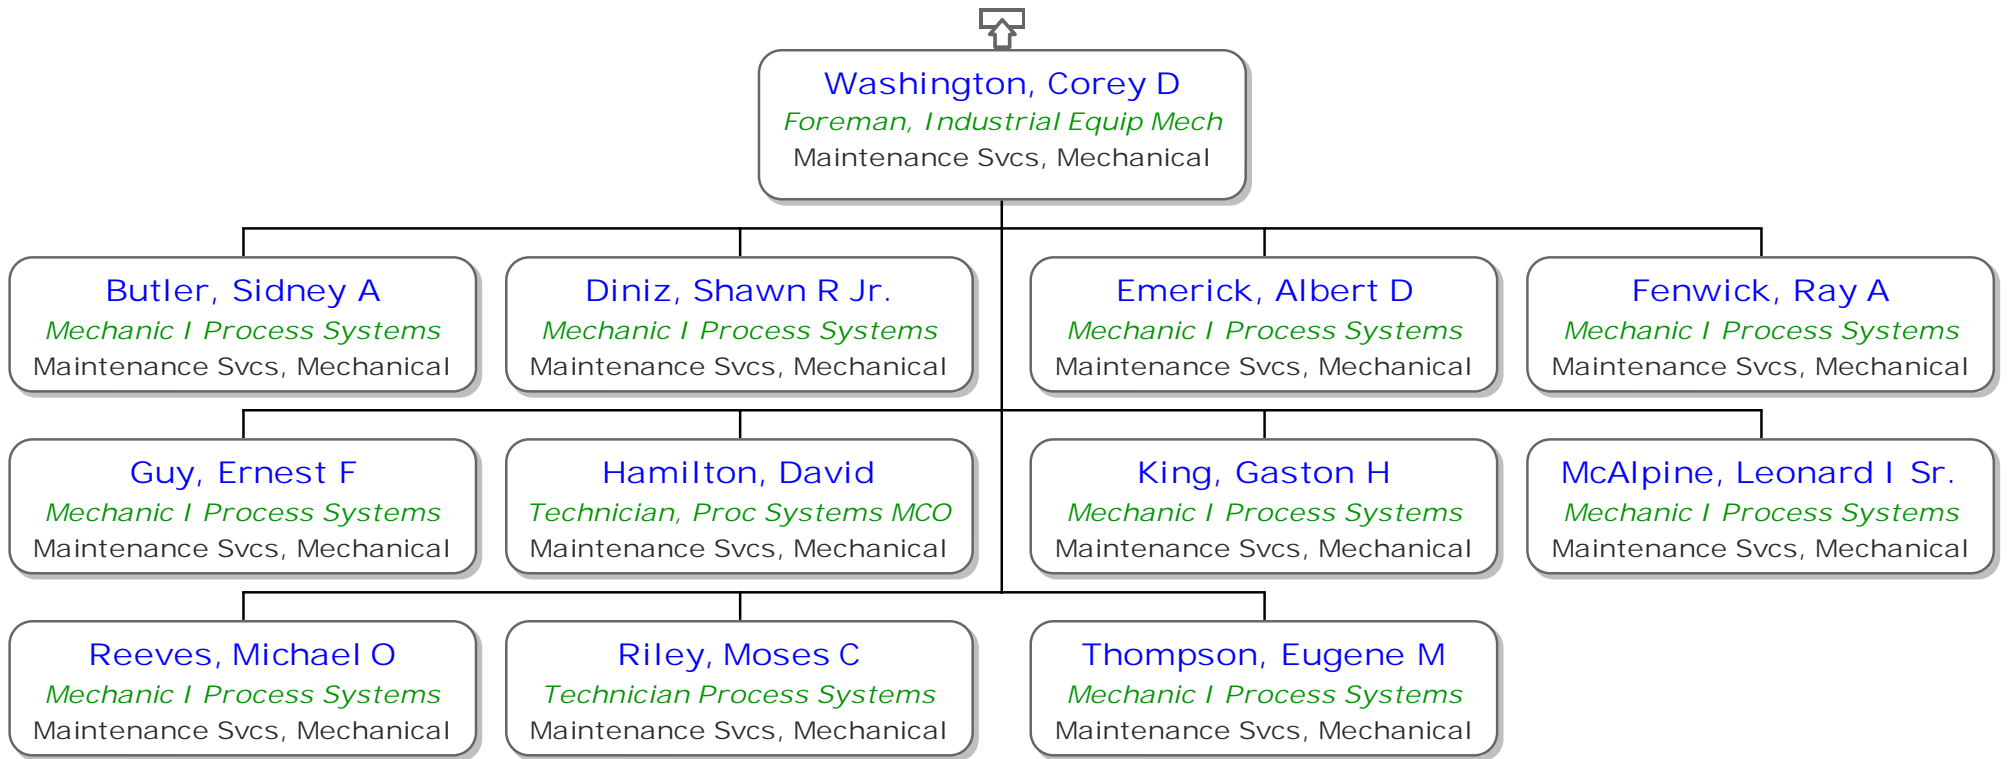 Washington, Corey D
Foreman, Industrial Equip Mech
Maintenance Svcs, Mechanical
Butler, Sidney A
Mechanic I Process Systems
Maintenance Svcs, Mechanical
Diniz, Shawn R Jr.
Mechanic I Process Systems
Maintenance Svcs, Mechanical
Emerick, Albert D
Mechanic I Process Systems
Maintenance Svcs, Mechanical
Fenwick, Ray A
Mechanic I Process Systems
Maintenance Svcs, Mechanical
Guy, Ernest F
Mechanic I Process Systems
Maintenance Svcs, Mechanical
Hamilton, David
Technician, Proc Systems MCO
Maintenance Svcs, Mechanical
King, Gaston H
Mechanic I Process Systems
Maintenance Svcs, Mechanical
McAlpine, Leonard I Sr.
Mechanic I Process Systems
Maintenance Svcs, Mechanical
Reeves, Michael O
Mechanic I Process Systems
Maintenance Svcs, Mechanical
Riley, Moses C
Technician Process Systems
Maintenance Svcs, Mechanical
Thompson, Eugene M
Mechanic I Process Systems
Maintenance Svcs, Mechanical